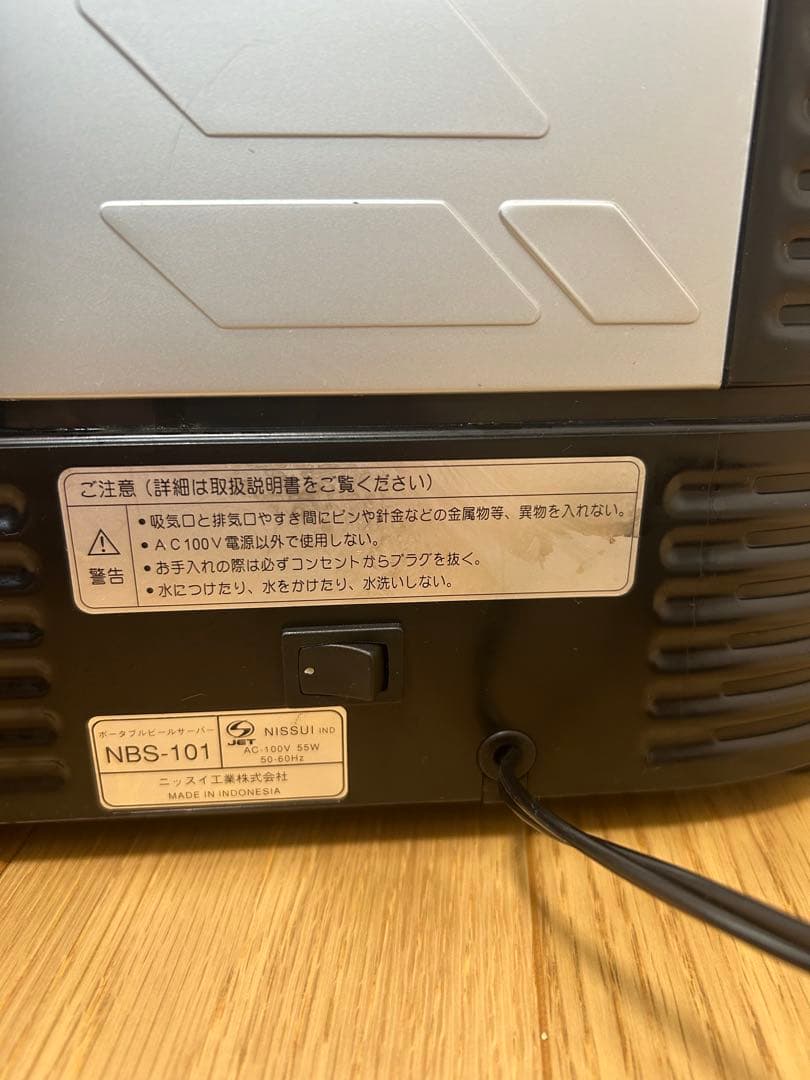 ご注意（詳細は取扱説明書をご覧ください）
警告
●吸気口と排気口やすき間にピンや針金などの金属物等、異物を入れない。
●AC100V電源以外で使用しない。
●お手入れの際は必ずコンセントからプラグを抜く。
●水につけたり、水をかけたり、水洗いしない。
ポータブルビールサーバー
NBS-101
S
JET
NISSUI IND
AC-100V 55W
50-60Hz
ニッスイ工業株式会社
MADE IN INDONESIA